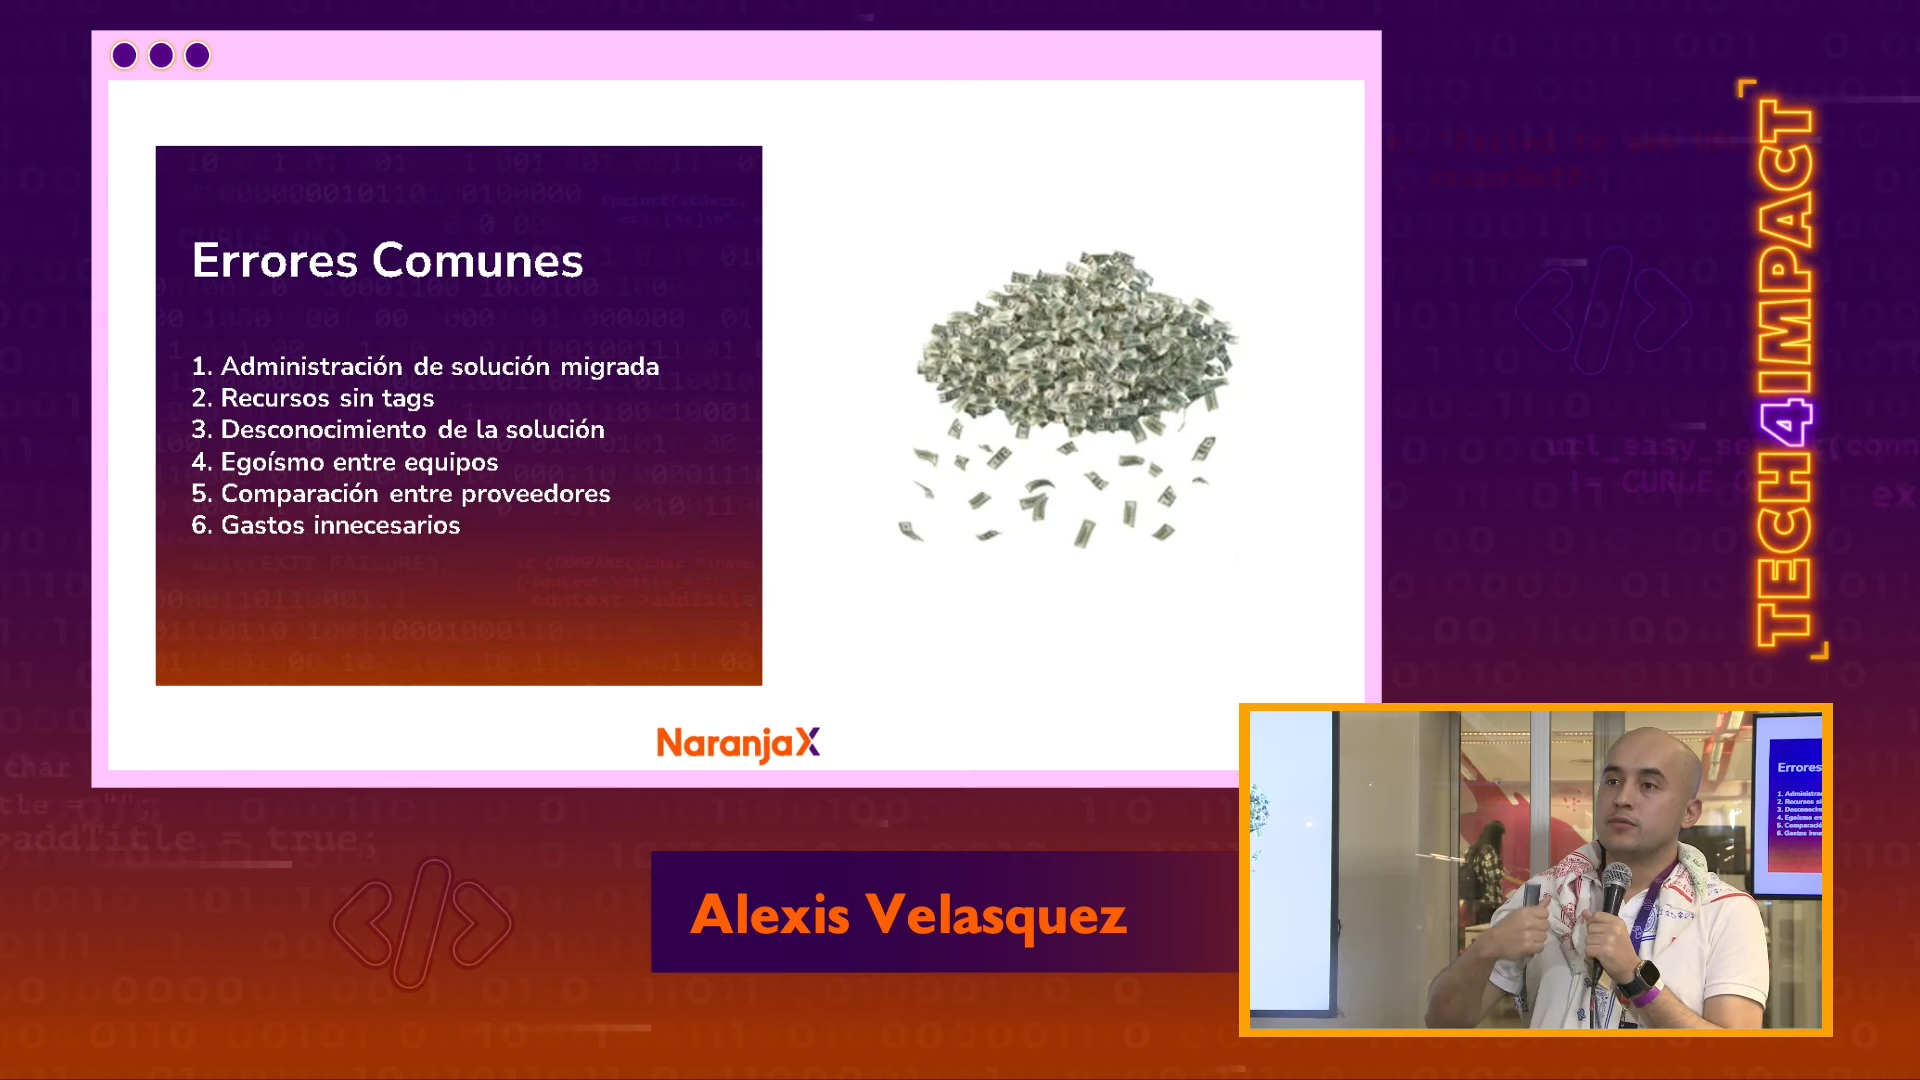 Errores Comunes
1. Administración de solución migrada
2. Recursos sin tags
3. Desconocimiento de la solución
4. Egoísmo entre equipos
5. Comparación entre proveedores
6. Gastos innecesarios
NaranjaX
TECH4IMPACT
Alexis Velasquez
Errores